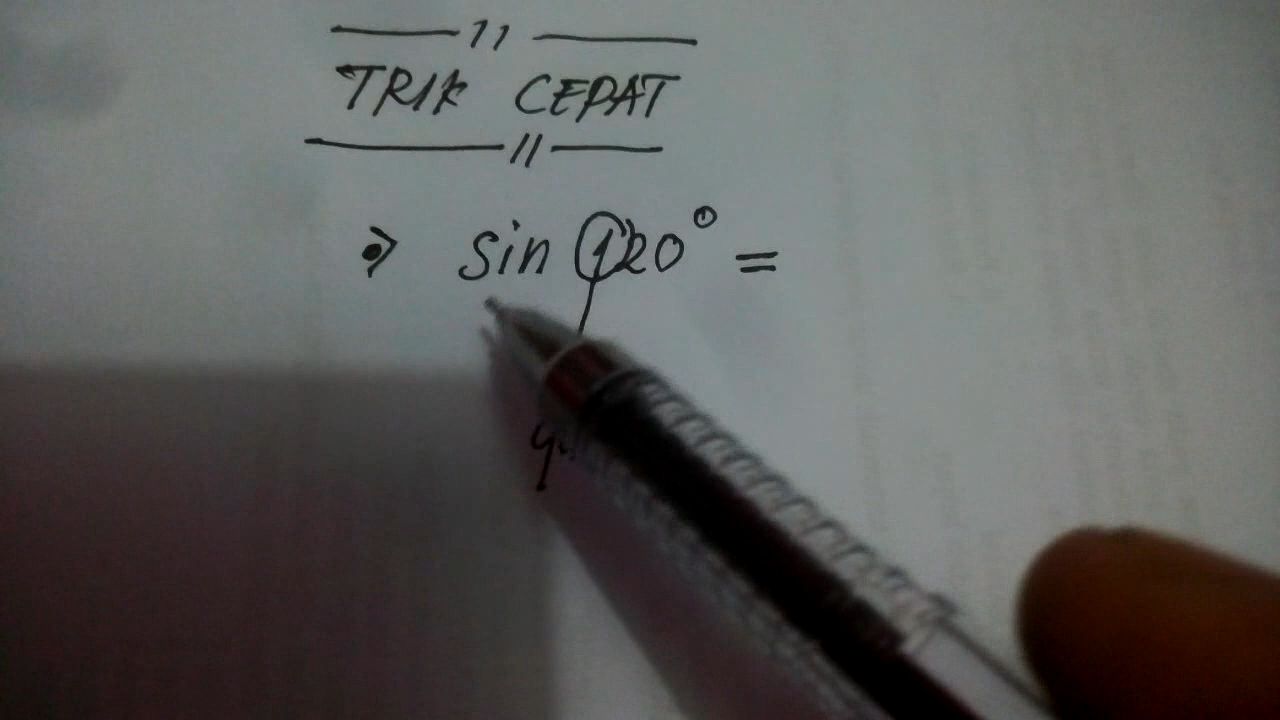 TRIK CEPAT
sin 120° =